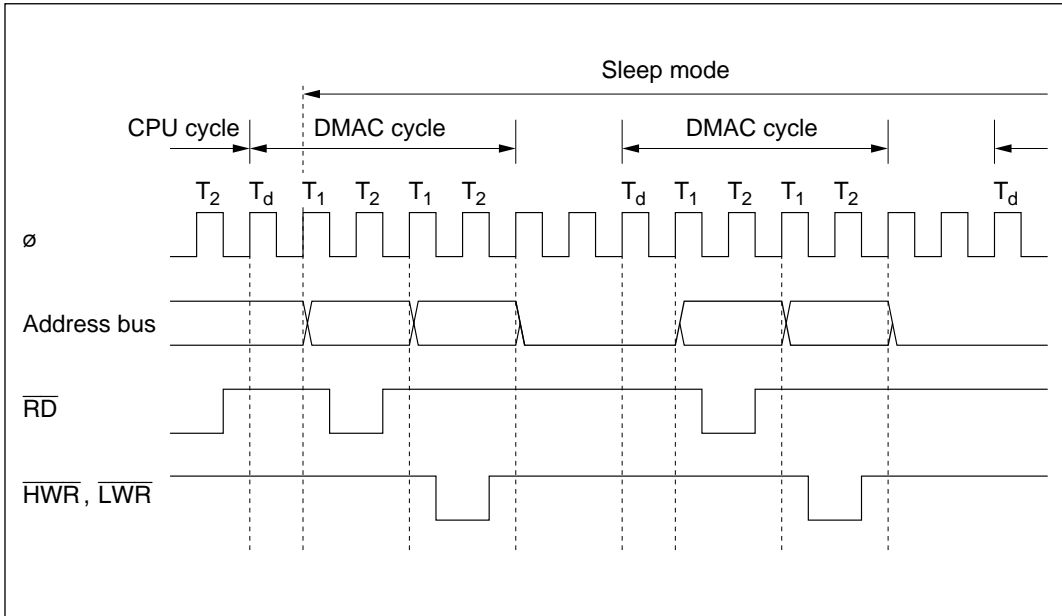 Sleep mode
CPU cycle DMAC cycle DMAC cycle
T2 Td T1 T2 T1 T2 Td T1 T2 T1 T2 Td
ø
Address bus
RD
HWR, LWR